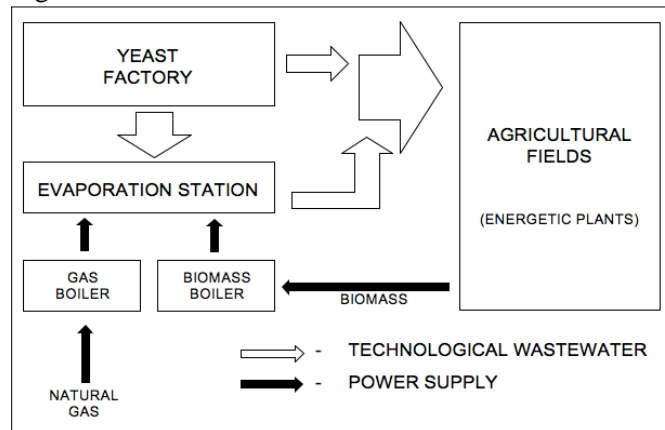 YEAST
FACTORY
EVAPORATION STATION
AGRICULTURAL
FIELDS
(ENERGETIC PLANTS)
GAS
BOILER
BIOMASS
BOILER
BIOMASS
NATURAL
GAS
- TECHNOLOGICAL WASTEWATER
- POWER SUPPLY